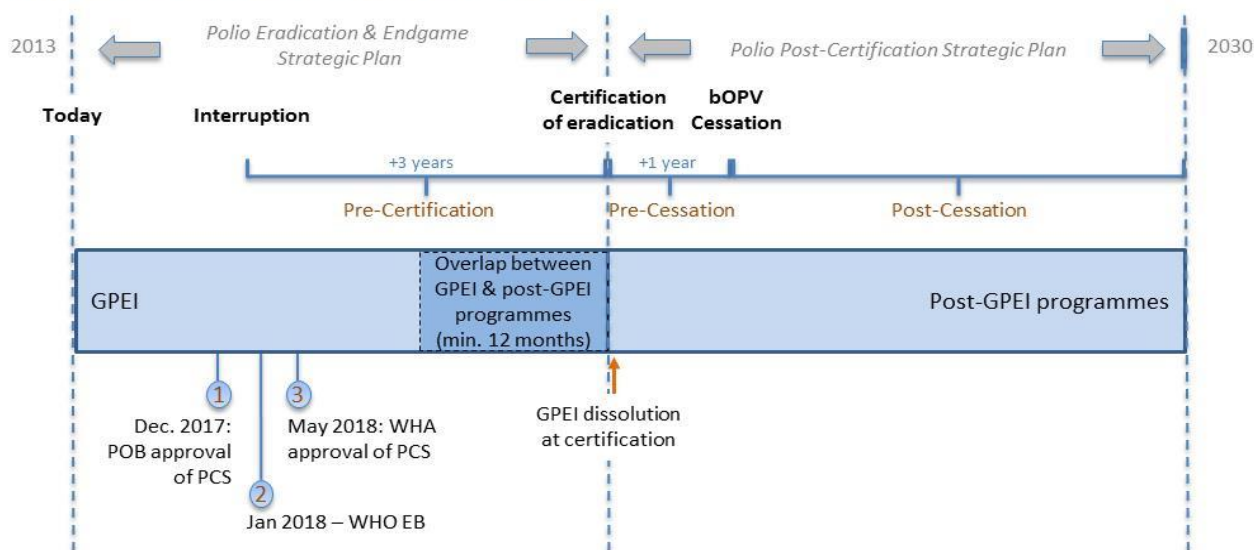 2013
Polio Eradication & Endgame
Strategic Plan
Polio Post-Certification Strategic Plan
2030
Today
Interruption
Certification
of eradication
bOPV
Cessation
+3 years
+1 year
Pre-Certification
Pre-Cessation
Post-Cessation
GPEI
Overlap between
GPEI & post-GPEI
programmes
(min. 12 months)
Post-GPEI programmes
1
Dec. 2017:
POB approval
of PCS
3
May 2018: WHA
approval of PCS
2
Jan 2018 – WHO EB
GPEI dissolution
at certification